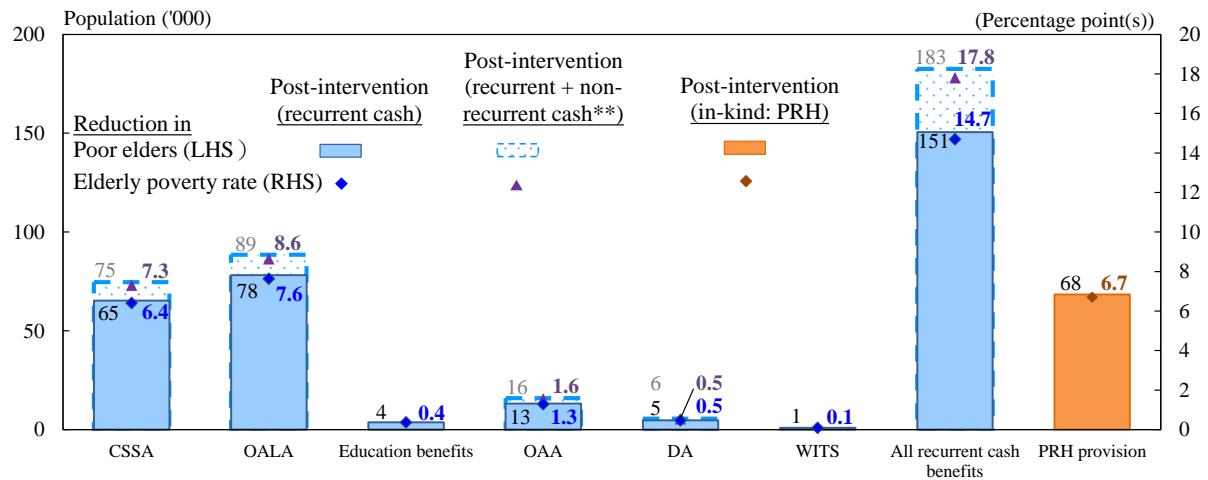 Population ('000)
(Percentage point(s))
200
150
100
50
0
20
18
16
14
12
10
8
6
4
2
0
Reduction in
Poor elders (LHS )
Elderly poverty rate (RHS)
Post-intervention
(recurrent cash)
Post-intervention
(recurrent + non-
recurrent cash**)
Post-intervention
(in-kind: PRH)
75 7.3
65 6.4
89 8.6
78 7.6
4 0.4
16 1.6
13 1.3
6 0.5
5 0.5
1 0.1
183 17.8
151 14.7
68 6.7
CSSA
OALA
Education benefits
OAA
DA
WITS
All recurrent cash
benefits
PRH provision